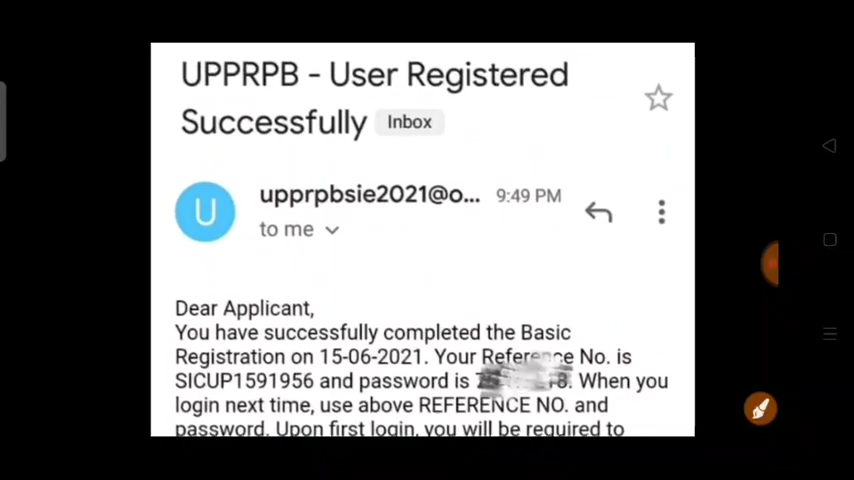 UPPRPB - User Registered
Successfully Inbox
U
upprpbsie2021@o... 9:49 PM
to me
Dear Applicant,
You have successfully completed the Basic
Registration on 15-06-2021. Your Reference No. is
SICUP1591956 and password is When you
login next time, use above REFERENCE NO. and
password. Upon first login, you will be required to